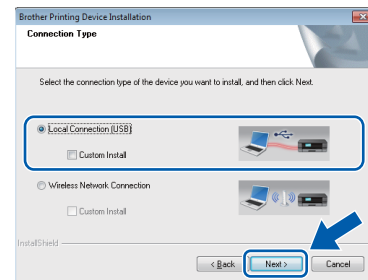 Brother Printing Device Installation
Connection Type
Select the connection type of the device you want to install, and then click Next.
Local Connection (USB)
Custom Install
Wireless Network Connection
Custom Install
InstallShield
< Back
Next >
Cancel